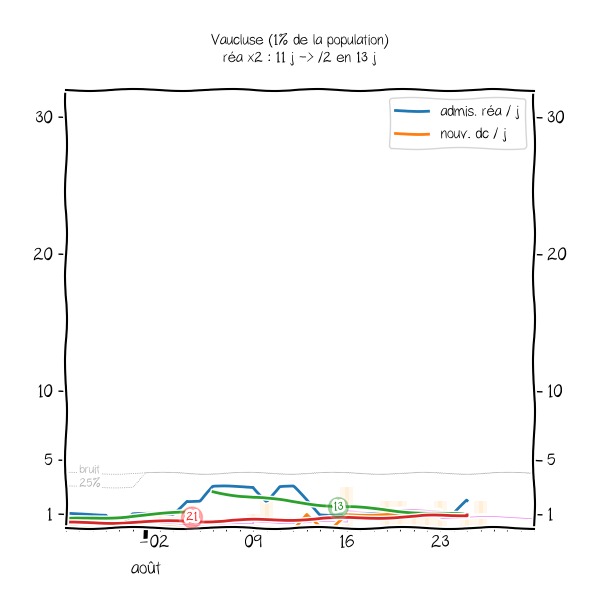 Vaucluse (1% de la population)
réa x2 : 11 j -> /2 en 13 j
admis. réa / j
nouv. dc / j
30
30
20
20
10
10
5
5
bruit
25%
1
1
13
21
02
09
16
23
août